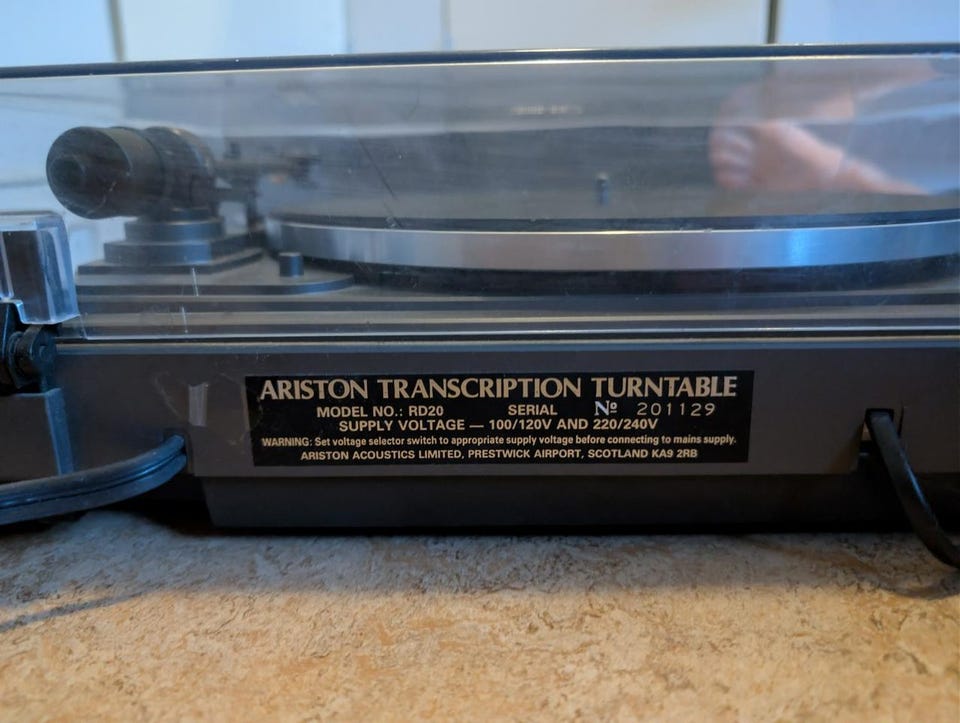 ARISTON TRANSCRIPTION TURNTABLE
MODEL NO.: RD20 SERIAL Nº 201129
SUPPLY VOLTAGE — 100/120V AND 220/240V
WARNING: Set voltage selector switch to appropriate supply voltage before connecting to mains supply.
ARISTON ACOUSTICS LIMITED, PRESTWICK AIRPORT, SCOTLAND KA9 2RB